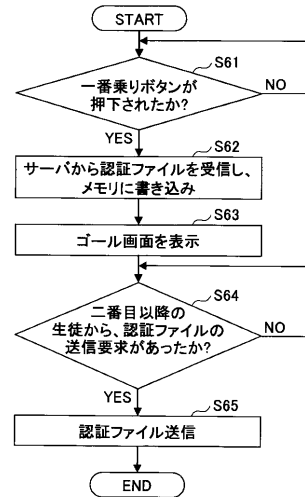 START
S61
一番乗りボタンが
押下されたか?
NO
YES
S62
サーバから認証ファイルを受信し、
メモリに書き込み
S63
ゴール画面を表示
S64
二番目以降の
生徒から、認証ファイルの
送信要求があったか?
NO
YES
S65
認証ファイル送信
END